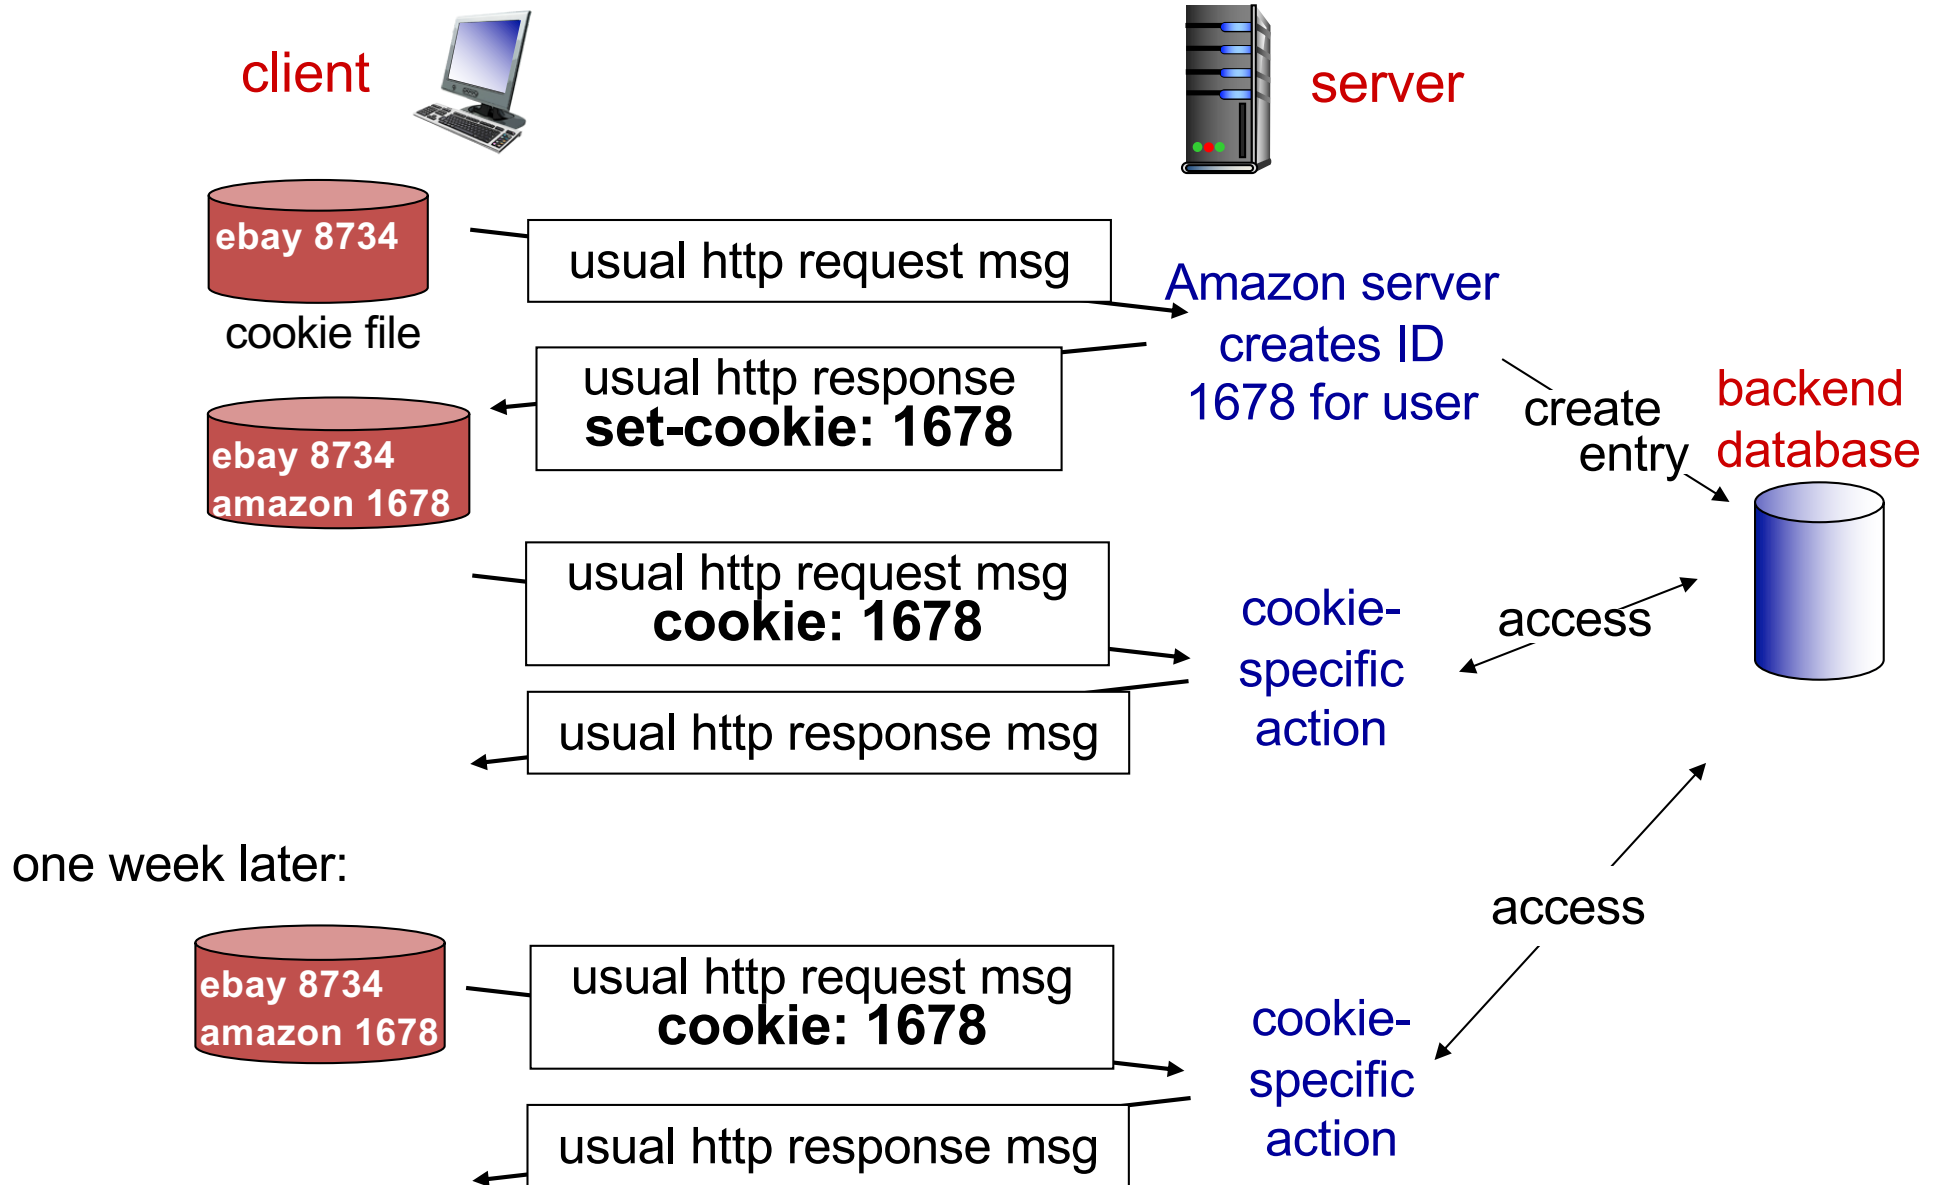 client
server
ebay 8734
cookie file
usual http request msg
Amazon server
creates ID
1678 for user
usual http response
set-cookie: 1678
create
entry
backend
database
ebay 8734
amazon 1678
usual http request msg
cookie: 1678
cookie-
specific
action
access
usual http response msg
one week later:
access
ebay 8734
amazon 1678
usual http request msg
cookie: 1678
cookie-
specific
action
usual http response msg